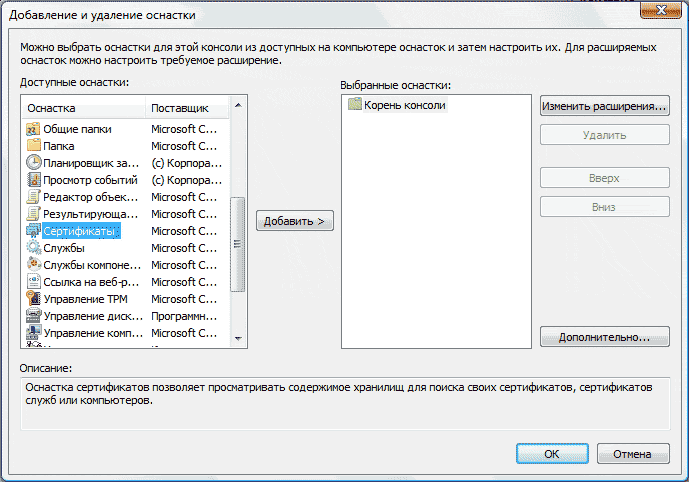 Добавление и удаление оснастки
Можно выбрать оснастки для этой консоли из доступных на компьютере оснасток и затем настроить их. Для расширяемых
оснасток можно настроить требуемое расширение.
Доступные оснастки:
Выбранные оснастки:
Оснастка Поставщик
Корень консоли
Изменить расширения...
Общие папки Microsoft C...
Удалить
Папка Microsoft C...
Планировщик за... (с) Корпора...
Просмотр событий (с) Корпора...
Вверх
Редактор объек... Microsoft C...
Вниз
Результирующа... Microsoft C...
Добавить >
Сертификаты Microsoft C...
Службы Microsoft C...
Службы компоне... Microsoft C...
Ссылка на веб-р... Microsoft C...
Управление TPM Microsoft C...
Управление диск... Программн...
Управление комп... Microsoft C...
Дополнительно...
Описание:
Оснастка сертификатов позволяет просматривать содержимое хранилищ для поиска своих сертификатов, сертификатов
служб или компьютеров.
ОК
Отмена